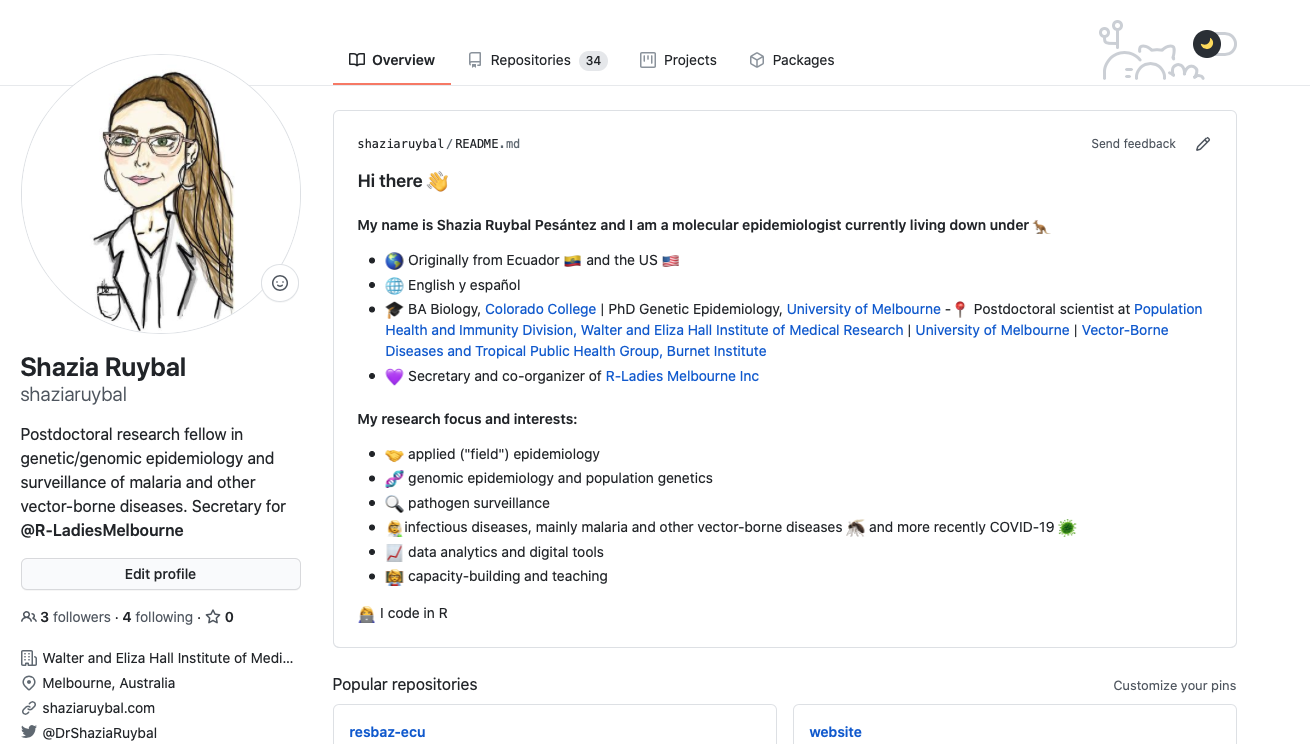 Overview
Repositories 34
Projects
Packages
shaziaruybal/README.md
Send feedback
Hi there 👋
My name is Shazia Ruybal Pesántez and I am a molecular epidemiologist currently living down under 🦘
🌎 Originally from Ecuador 🇪🇨 and the US 🇺🇸
🌐 English y español
🎓 BA Biology, Colorado College | PhD Genetic Epidemiology, University of Melbourne -📍 Postdoctoral scientist at Population
Health and Immunity Division, Walter and Eliza Hall Institute of Medical Research | University of Melbourne | Vector-Borne
Diseases and Tropical Public Health Group, Burnet Institute
💜 Secretary and co-organizer of R-Ladies Melbourne Inc
My research focus and interests:
🤝 applied ("field") epidemiology
🧬 genomic epidemiology and population genetics
🔍 pathogen surveillance
infectious diseases, mainly malaria and other vector-borne diseases 🦟 and more recently COVID-19 🦠
📈 data analytics and digital tools
👩‍🏫 capacity-building and teaching
👩‍💻 I code in R
Shazia Ruybal
shaziaruybal
Postdoctoral research fellow in
genetic/genomic epidemiology and
surveillance of malaria and other
vector-borne diseases. Secretary for
@R-LadiesMelbourne
Edit profile
3 followers · 4 following · 0
Walter and Eliza Hall Institute of Medi...
Melbourne, Australia
shaziaruybal.com
@DrShaziaRuybal
Popular repositories
Customize your pins
resbaz-ecu
website